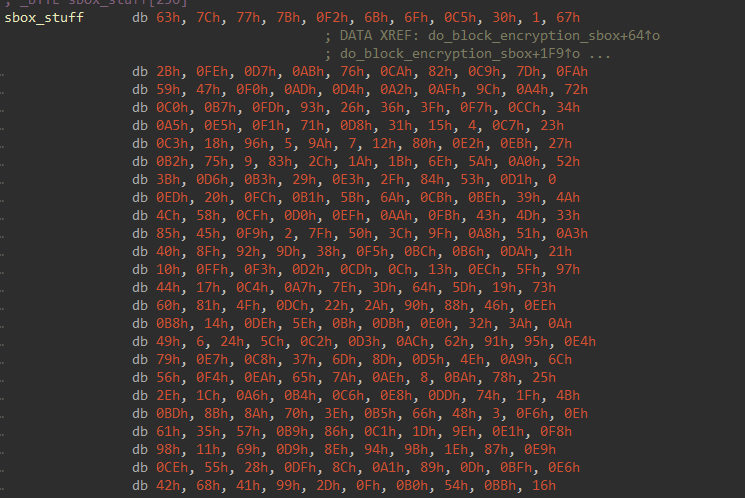 ; _BYTE sbox_stuff[256]
sbox_stuff db 63h, 7Ch, 77h, 7Bh, 0F2h, 6Bh, 6Fh, 0C5h, 30h, 1, 67h
; DATA XREF: do_block_encryption_sbox+64↑o
; do_block_encryption_sbox+1F9↑o ...
db 2Bh, 0FEh, 0D7h, 0ABh, 76h, 0CAh, 82h, 0C9h, 7Dh, 0FAh
db 59h, 47h, 0F0h, 0ADh, 0D4h, 0A2h, 0AFh, 9Ch, 0A4h, 72h
db 0C0h, 0B7h, 0FDh, 93h, 26h, 36h, 3Fh, 0F7h, 0CCh, 34h
db 0A5h, 0E5h, 0F1h, 71h, 0D8h, 31h, 15h, 4, 0C7h, 23h
db 0C3h, 18h, 96h, 5, 9Ah, 7, 12h, 80h, 0E2h, 0EBh, 27h
db 0B2h, 75h, 9, 83h, 2Ch, 1Ah, 1Bh, 6Eh, 5Ah, 0A0h, 52h
db 3Bh, 0D6h, 0B3h, 29h, 0E3h, 2Fh, 84h, 53h, 0D1h, 0
db 0EDh, 20h, 0FCh, 0B1h, 5Bh, 6Ah, 0CBh, 0BEh, 39h, 4Ah
db 4Ch, 58h, 0CFh, 0D0h, 0EFh, 0AAh, 0FBh, 43h, 4Dh, 33h
db 85h, 45h, 0F9h, 2, 7Fh, 50h, 3Ch, 9Fh, 0A8h, 51h, 0A3h
db 40h, 8Fh, 92h, 9Dh, 38h, 0F5h, 0BCh, 0B6h, 0DAh, 21h
db 10h, 0FFh, 0F3h, 0D2h, 0CDh, 0Ch, 13h, 0ECh, 5Fh, 97h
db 44h, 17h, 0C4h, 0A7h, 7Eh, 3Dh, 64h, 5Dh, 19h, 73h
db 60h, 81h, 4Fh, 0DCh, 22h, 2Ah, 90h, 88h, 46h, 0EEh
db 0B8h, 14h, 0DEh, 5Eh, 0Bh, 0DBh, 0E0h, 32h, 3Ah, 0Ah
db 49h, 6, 24h, 5Ch, 0C2h, 0D3h, 0ACh, 62h, 91h, 95h, 0E4h
db 79h, 0E7h, 0C8h, 37h, 6Dh, 8Dh, 0D5h, 4Eh, 0A9h, 6Ch
db 56h, 0F4h, 0EAh, 65h, 7Ah, 0AEh, 8, 0BAh, 78h, 25h
db 2Eh, 1Ch, 0A6h, 0B4h, 0C6h, 0E8h, 0DDh, 74h, 1Fh, 4Bh
db 0BDh, 8Bh, 8Ah, 70h, 3Eh, 0B5h, 66h, 48h, 3, 0F6h, 0Eh
db 61h, 35h, 57h, 0B9h, 86h, 0C1h, 1Dh, 9Eh, 0E1h, 0F8h
db 98h, 11h, 69h, 0D9h, 8Eh, 94h, 9Bh, 1Eh, 87h, 0E9h
db 0CEh, 55h, 28h, 0DFh, 8Ch, 0A1h, 89h, 0Dh, 0BFh, 0E6h
db 42h, 68h, 41h, 99h, 2Dh, 0Fh, 0B0h, 54h, 0BBh, 16h